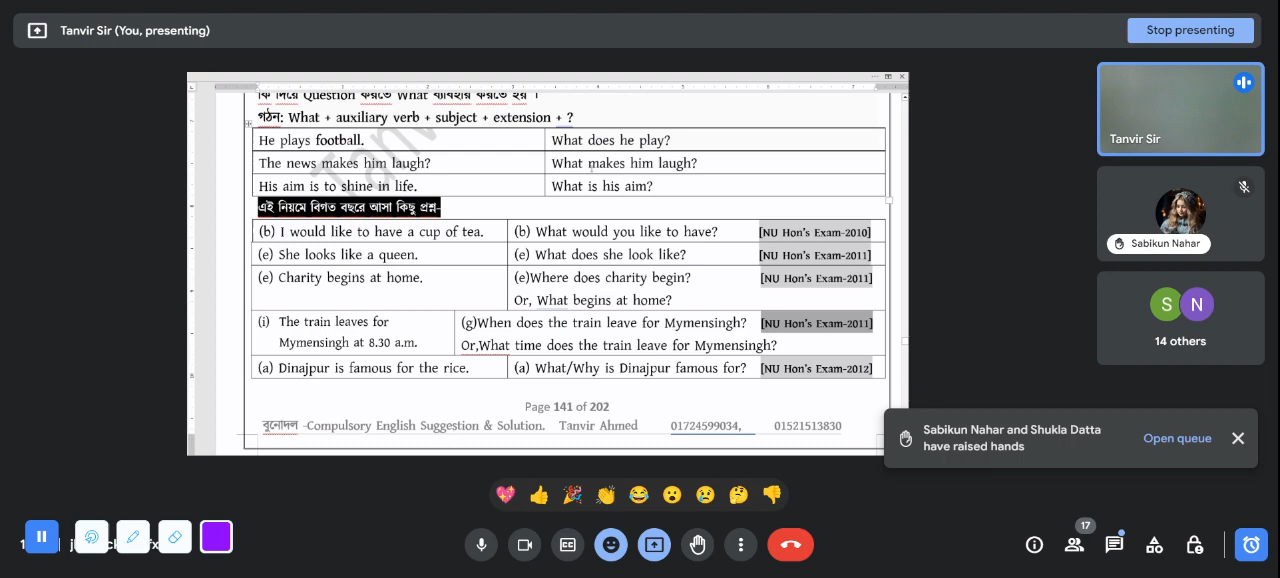 Tanvir Sir (You, presenting)
Stop presenting
কি দিয়ে Question করতে What ব্যবহার করতে হয় ।
গঠন: What + auxiliary verb + subject + extension + ?
He plays football. What does he play?
The news makes him laugh? What makes him laugh?
His aim is to shine in life. What is his aim?
এই নিয়মে বিগত বছরে আসা কিছু প্রশ্ন-
(b) I would like to have a cup of tea. (b) What would you like to have? [NU Hon's Exam-2010]
(e) She looks like a queen. (e) What does she look like? [NU Hon's Exam-2011]
(e) Charity begins at home. (e)Where does charity begin? [NU Hon's Exam-2011]
Or, What begins at home?
(i) The train leaves for (g)When does the train leave for Mymensingh? [NU Hon's Exam-2011]
Mymensingh at 8.30 a.m. Or,What time does the train leave for Mymensingh?
(a) Dinajpur is famous for the rice. (a) What/Why is Dinajpur famous for? [NU Hon's Exam-2012]
Page 141 of 202
বুনোদল -Compulsory English Suggestion & Solution. Tanvir Ahmed 01724599034, 01521513830
Tanvir Sir
Sabikun Nahar
S N
14 others
Sabikun Nahar and Shukla Datta
have raised hands
Open queue
17